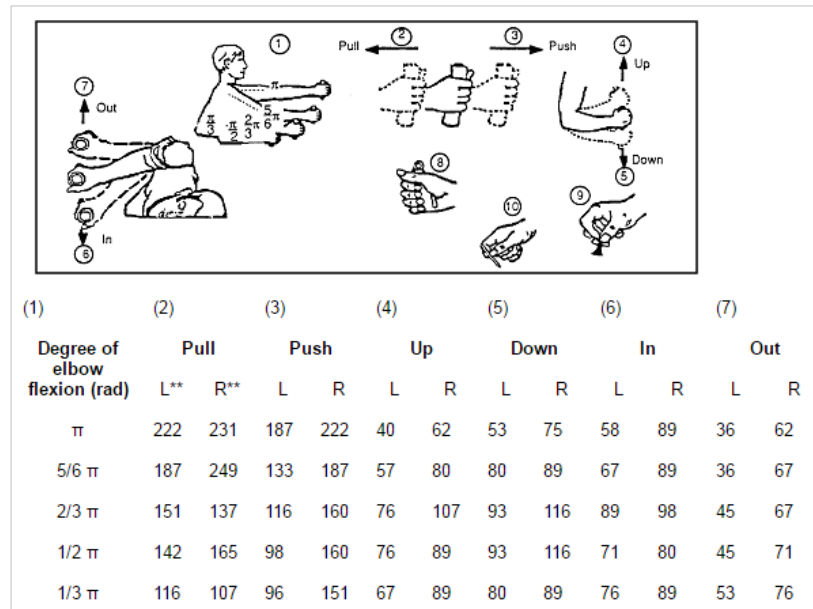 ①
②
③
④
Pull
Push
Up
⑦
Out
π
π/3
π/2
2/3 π
5/6 π
Down
⑤
⑧
⑨
⑩
In
⑥
(1) (2) (3) (4) (5) (6) (7)
Degree of elbow flexion (rad) Pull Push Up Down In Out
L** R** L R L R L R L R L R
π 222 231 187 222 40 62 53 75 58 89 36 62
5/6 π 187 249 133 187 57 80 80 89 67 89 36 67
2/3 π 151 137 116 160 76 107 93 116 89 98 45 67
1/2 π 142 165 98 160 76 89 93 116 71 80 45 71
1/3 π 116 107 96 151 67 89 80 89 76 89 53 76